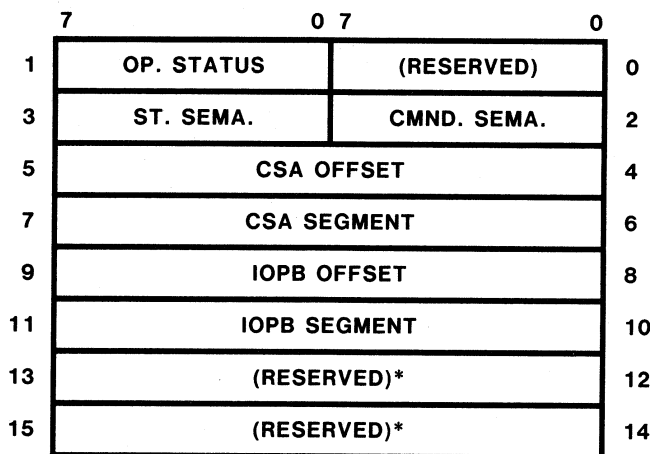 7 0 7 0
1 OP. STATUS (RESERVED) 0
3 ST. SEMA. CMND. SEMA. 2
5 CSA OFFSET 4
7 CSA SEGMENT 6
9 IOPB OFFSET 8
11 IOPB SEGMENT 10
13 (RESERVED)* 12
15 (RESERVED)* 14